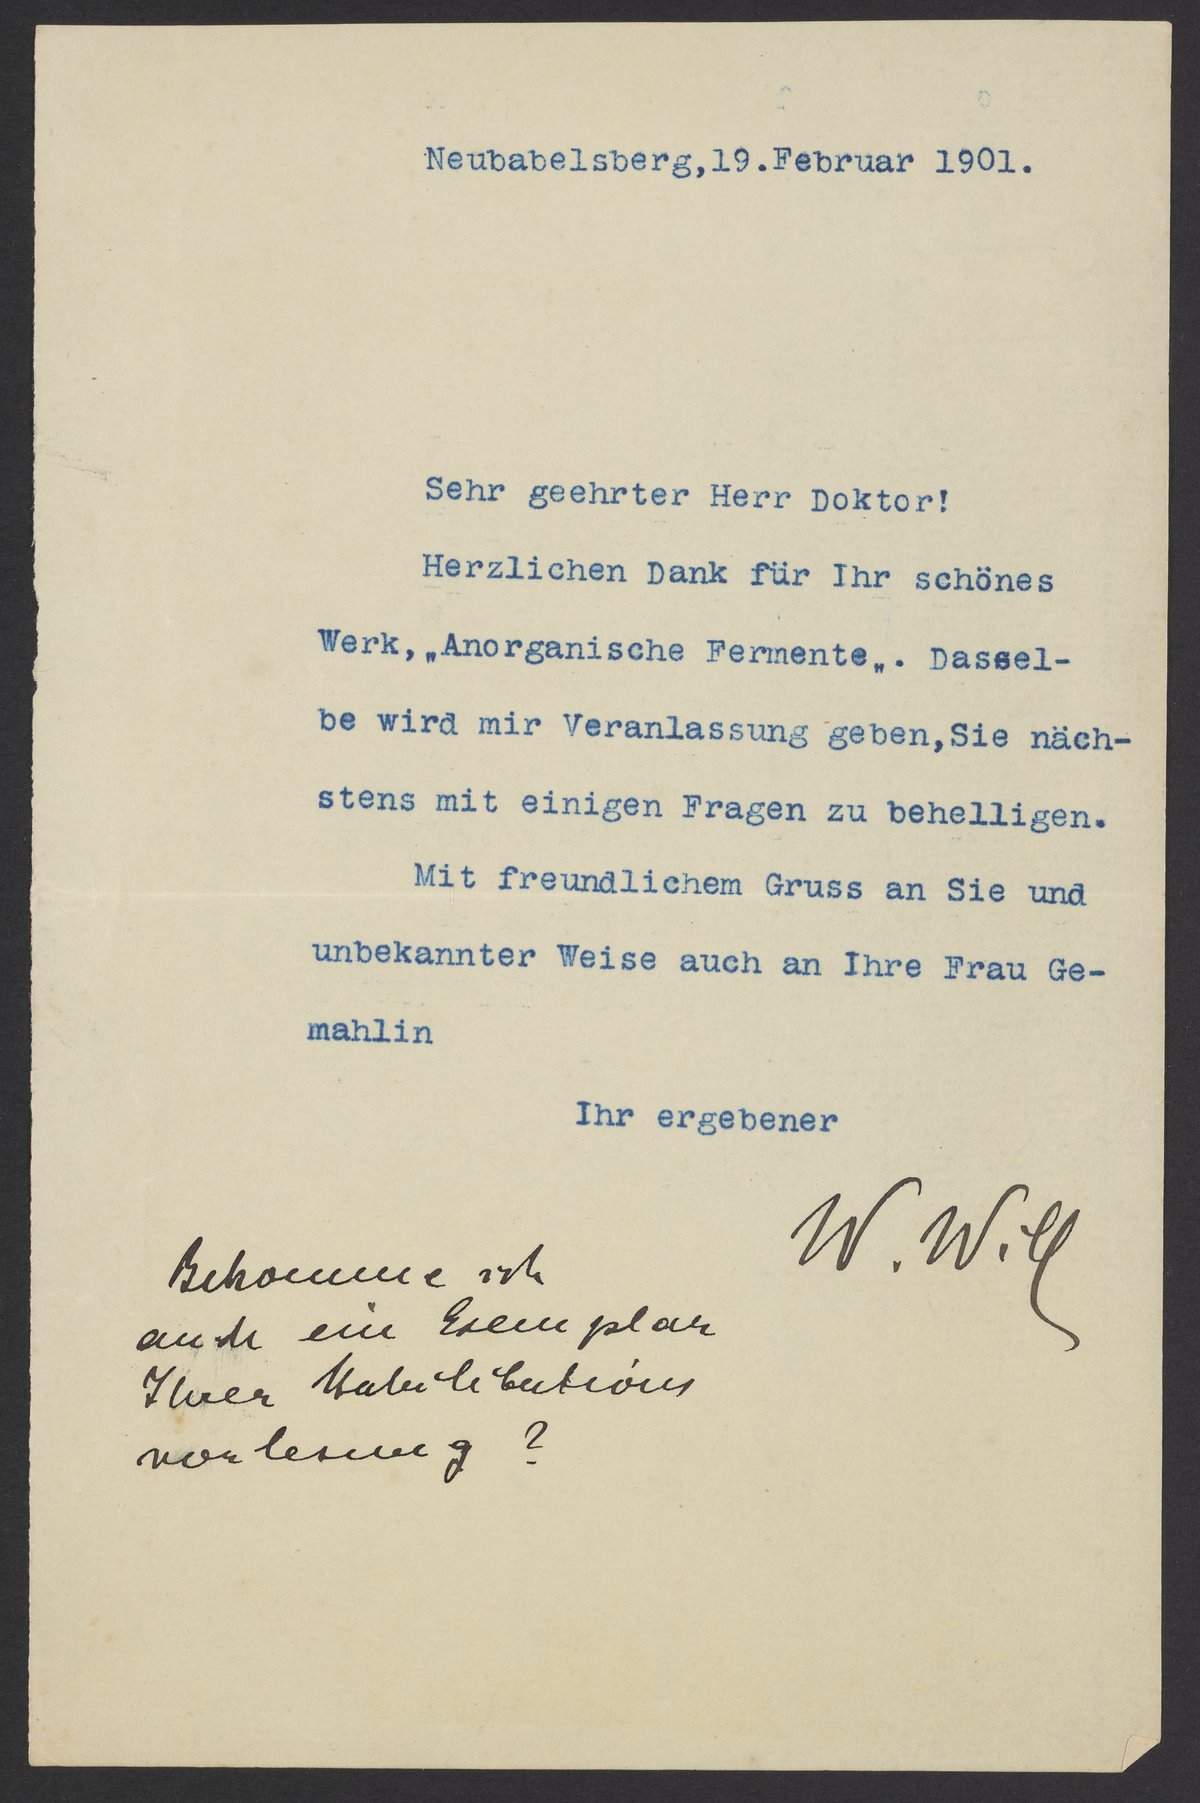 Neubabelsberg,19.Februar 1901.
Sehr geehrter Herr Doktor!
Herzlichen Dank für Ihr schönes
Werk,„Anorganische Fermente„. Dassel-
be wird mir Veranlassung geben,Sie näch-
stens mit einigen Fragen zu behelligen.
Mit freundlichem Gruss an Sie und
unbekannter Weise auch an Ihre Frau Ge-
mahlin
Ihr ergebener
W. Will
Bekomme ich
auch ein Exemplar
Ihrer Habilitations
vorlesung ?